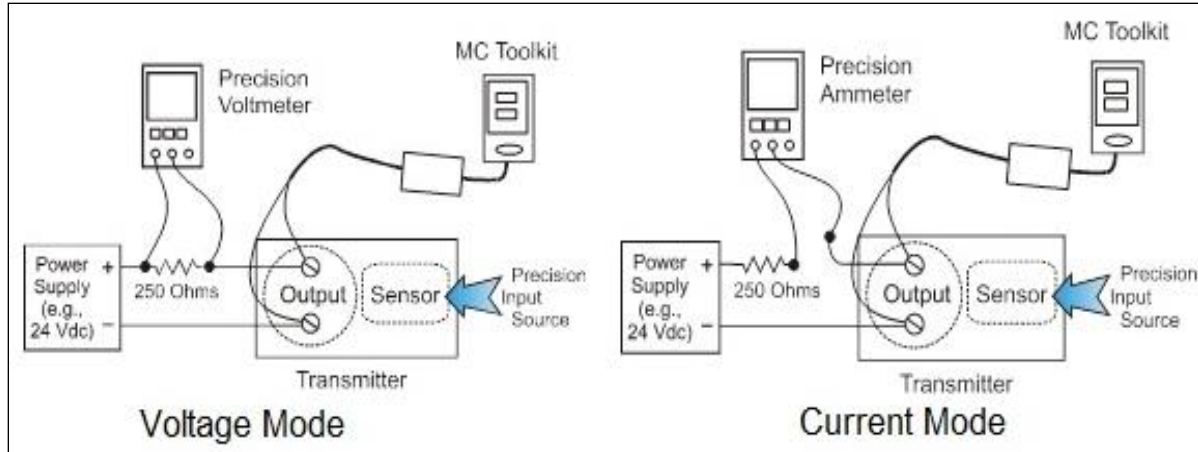 MC Toolkit
Precision
Voltmeter
Power
Supply
(e.g.,
24 Vdc)
+
–
250 Ohms
Output
Sensor
Precision
Input
Source
Transmitter
Voltage Mode
MC Toolkit
Precision
Ammeter
Power
Supply
(e.g.,
24 Vdc)
+
–
250 Ohms
Output
Sensor
Precision
Input
Source
Transmitter
Current Mode